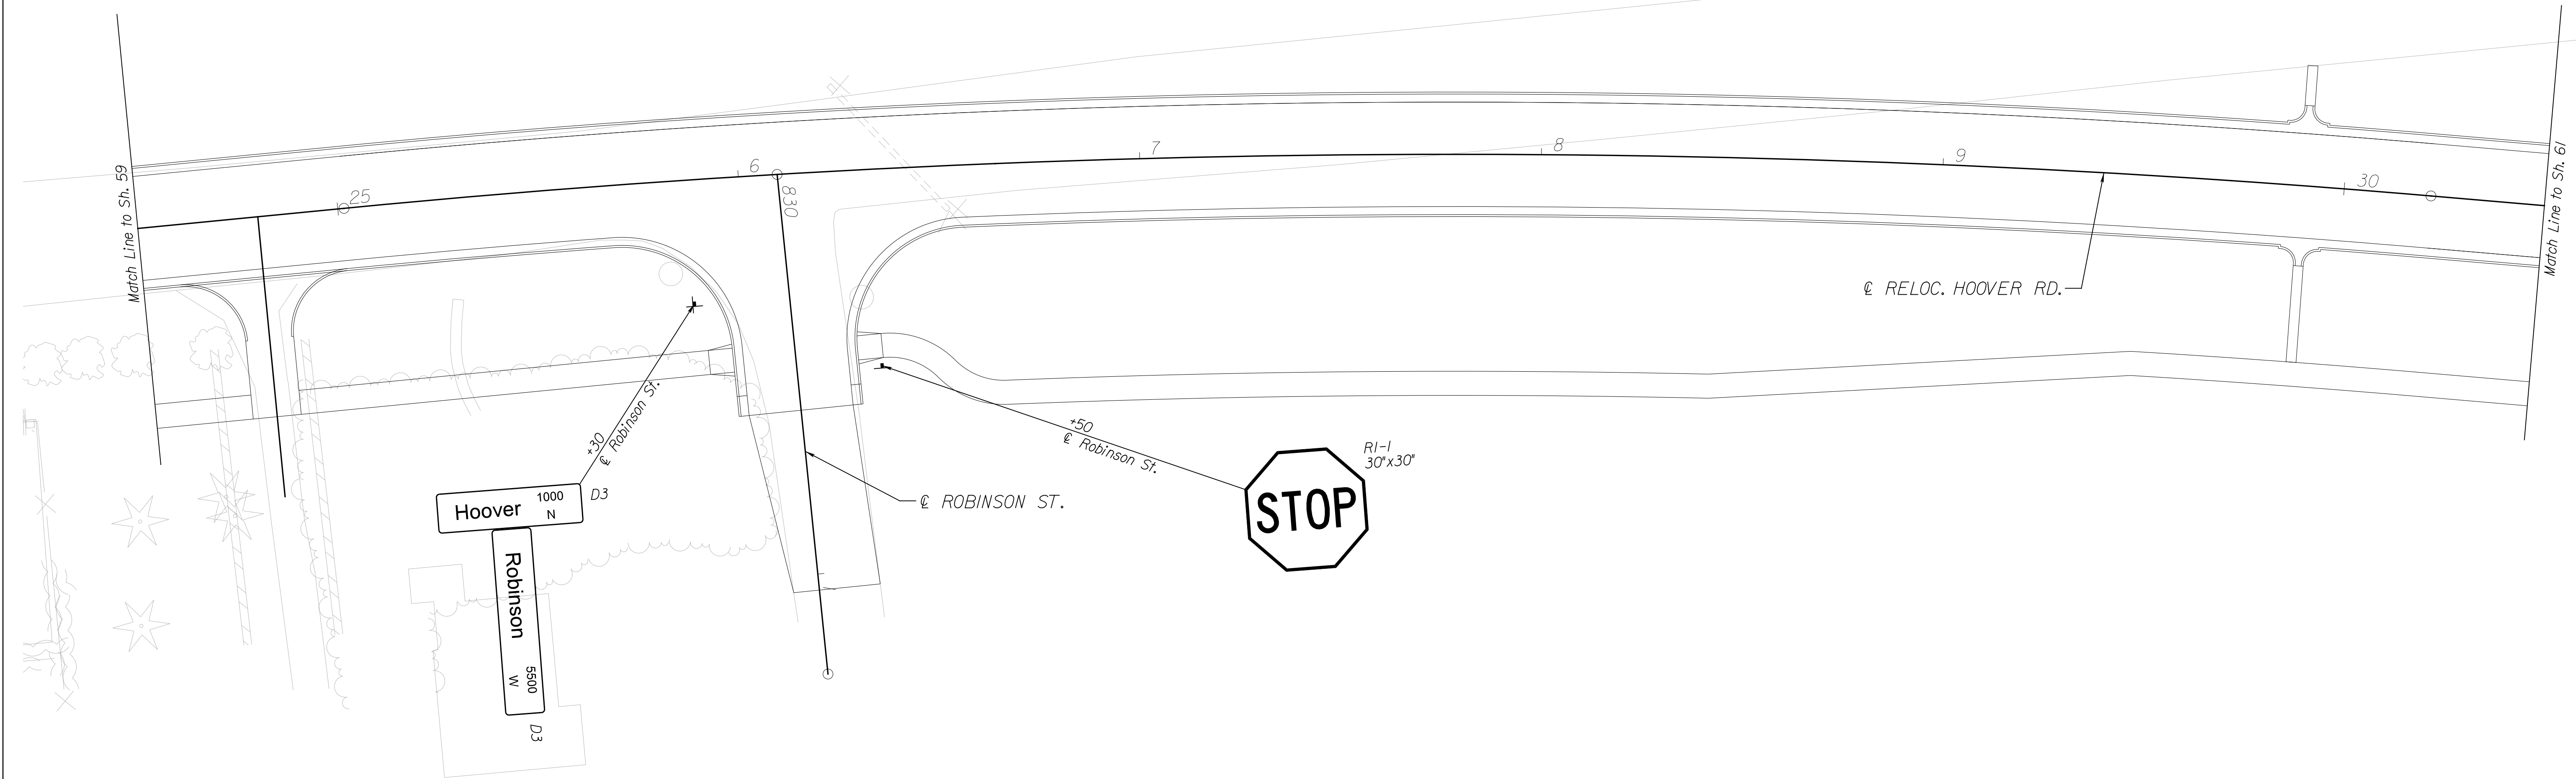 Match Line to Sh. 59
25
6
830
7
8
9
30
Match Line to Sh. 61
℄ RELOC. HOOVER RD.
+30
℄ Robinson St.
+50
℄ Robinson St.
℄ ROBINSON ST.
Hoover 1000 N
D3
Robinson 5500 W
D3
STOP
R1-1
30"x30"